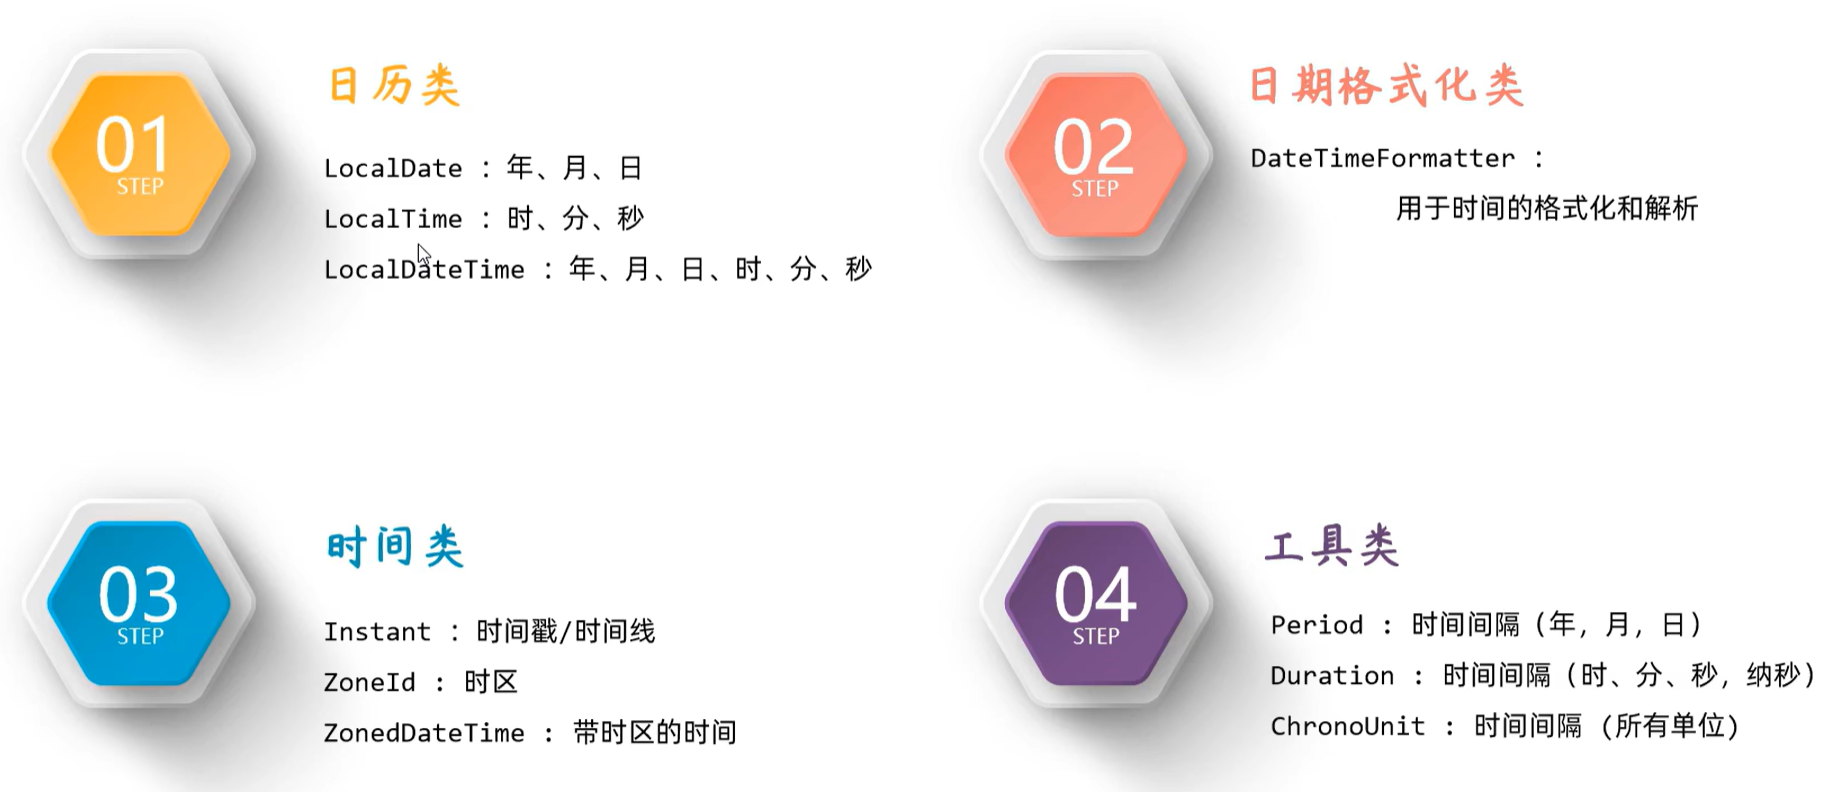 01
STEP
日历类
LocalDate : 年、月、日
LocalTime : 时、分、秒
LocalDateTime : 年、月、日、时、分、秒
02
STEP
日期格式化类
DateTimeFormatter :
用于时间的格式化和解析
03
STEP
时间类
Instant : 时间戳/时间线
ZoneId : 时区
ZonedDateTime : 带时区的时间
04
STEP
工具类
Period : 时间间隔（年，月，日）
Duration : 时间间隔（时、分、秒，纳秒）
ChronoUnit : 时间间隔（所有单位）